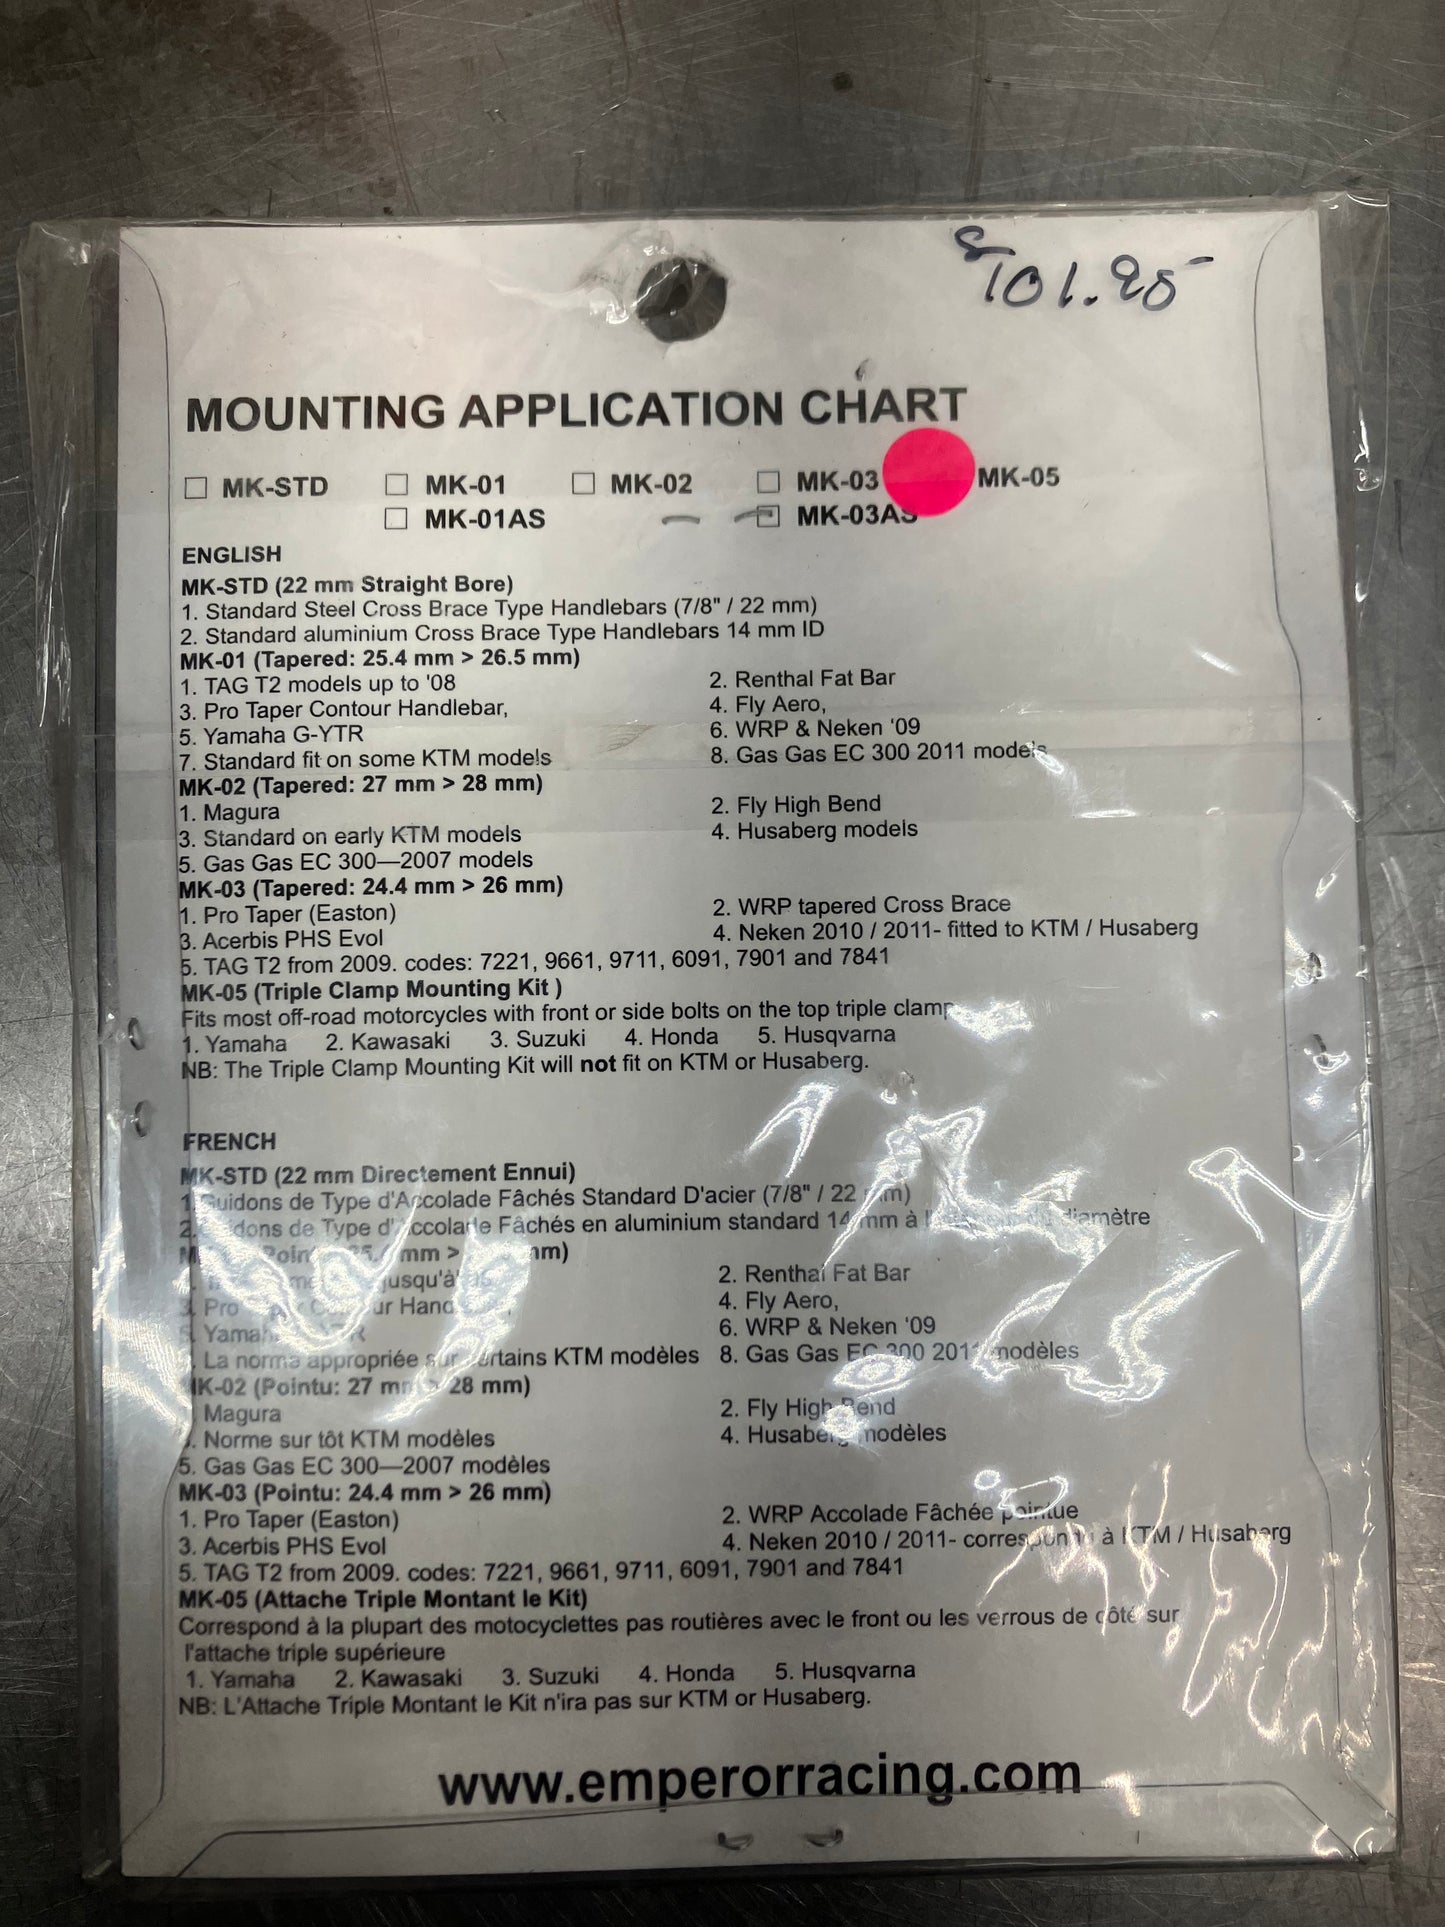 101.95
MOUNTING APPLICATION CHART
MK-STD MK-01 MK-02 MK-03 MK-05
MK-01AS MK-03AS
ENGLISH
MK-STD (22 mm Straight Bore)
1. Standard Steel Cross Brace Type Handlebars (7/8" / 22 mm)
2. Standard aluminium Cross Brace Type Handlebars 14 mm ID
MK-01 (Tapered: 25.4 mm > 26.5 mm)
1. TAG T2 models up to '08 2. Renthal Fat Bar
3. Pro Taper Contour Handlebar, 4. Fly Aero,
5. Yamaha G-YTR 6. WRP & Neken '09
7. Standard fit on some KTM models 8. Gas Gas EC 300 2011 models
MK-02 (Tapered: 27 mm > 28 mm)
1. Magura 2. Fly High Bend
3. Standard on early KTM models 4. Husaberg models
5. Gas Gas EC 300—2007 models
MK-03 (Tapered: 24.4 mm > 26 mm)
1. Pro Taper (Easton) 2. WRP tapered Cross Brace
3. Acerbis PHS Evol 4. Neken 2010 / 2011- fitted to KTM / Husaberg
5. TAG T2 from 2009. codes: 7221, 9661, 9711, 6091, 7901 and 7841
MK-05 (Triple Clamp Mounting Kit )
Fits most off-road motorcycles with front or side bolts on the top triple clamp
1. Yamaha 2. Kawasaki 3. Suzuki 4. Honda 5. Husqvarna
NB: The Triple Clamp Mounting Kit will not fit on KTM or Husaberg.
FRENCH
MK-STD (22 mm Directement Ennui)
1. Guidons de Type d'Accolade Fâchés Standard D'acier (7/8" / 22 mm)
2. Guidons de Type d'Accolade Fâchés en aluminium standard 14 mm à diamètre
mm > mm)
jusqu'à 2. Renthal Fat Bar
3. Pro 4. Fly Aero,
Yamaha 6. WRP & Neken '09
La norme appropriée sur certains KTM modèles 8. Gas Gas EC 300 2011 modèles
MK-02 (Pointu: 27 mm > 28 mm)
Magura 2. Fly High Bend
Norme sur tôt KTM modèles 4. Husaberg modèles
5. Gas Gas EC 300—2007 modèles
MK-03 (Pointu: 24.4 mm > 26 mm)
1. Pro Taper (Easton) 2. WRP Accolade Fâchée pointue
3. Acerbis PHS Evol 4. Neken 2010 / 2011- à KTM / Husaberg
5. TAG T2 from 2009. codes: 7221, 9661, 9711, 6091, 7901 and 7841
MK-05 (Attache Triple Montant le Kit)
Correspond à la plupart des motocyclettes pas routières avec le front ou les verrous de côté sur
l'attache triple supérieure
1. Yamaha 2. Kawasaki 3. Suzuki 4. Honda 5. Husqvarna
NB: L'Attache Triple Montant le Kit n'ira pas sur KTM or Husaberg.
www.emperorracing.com